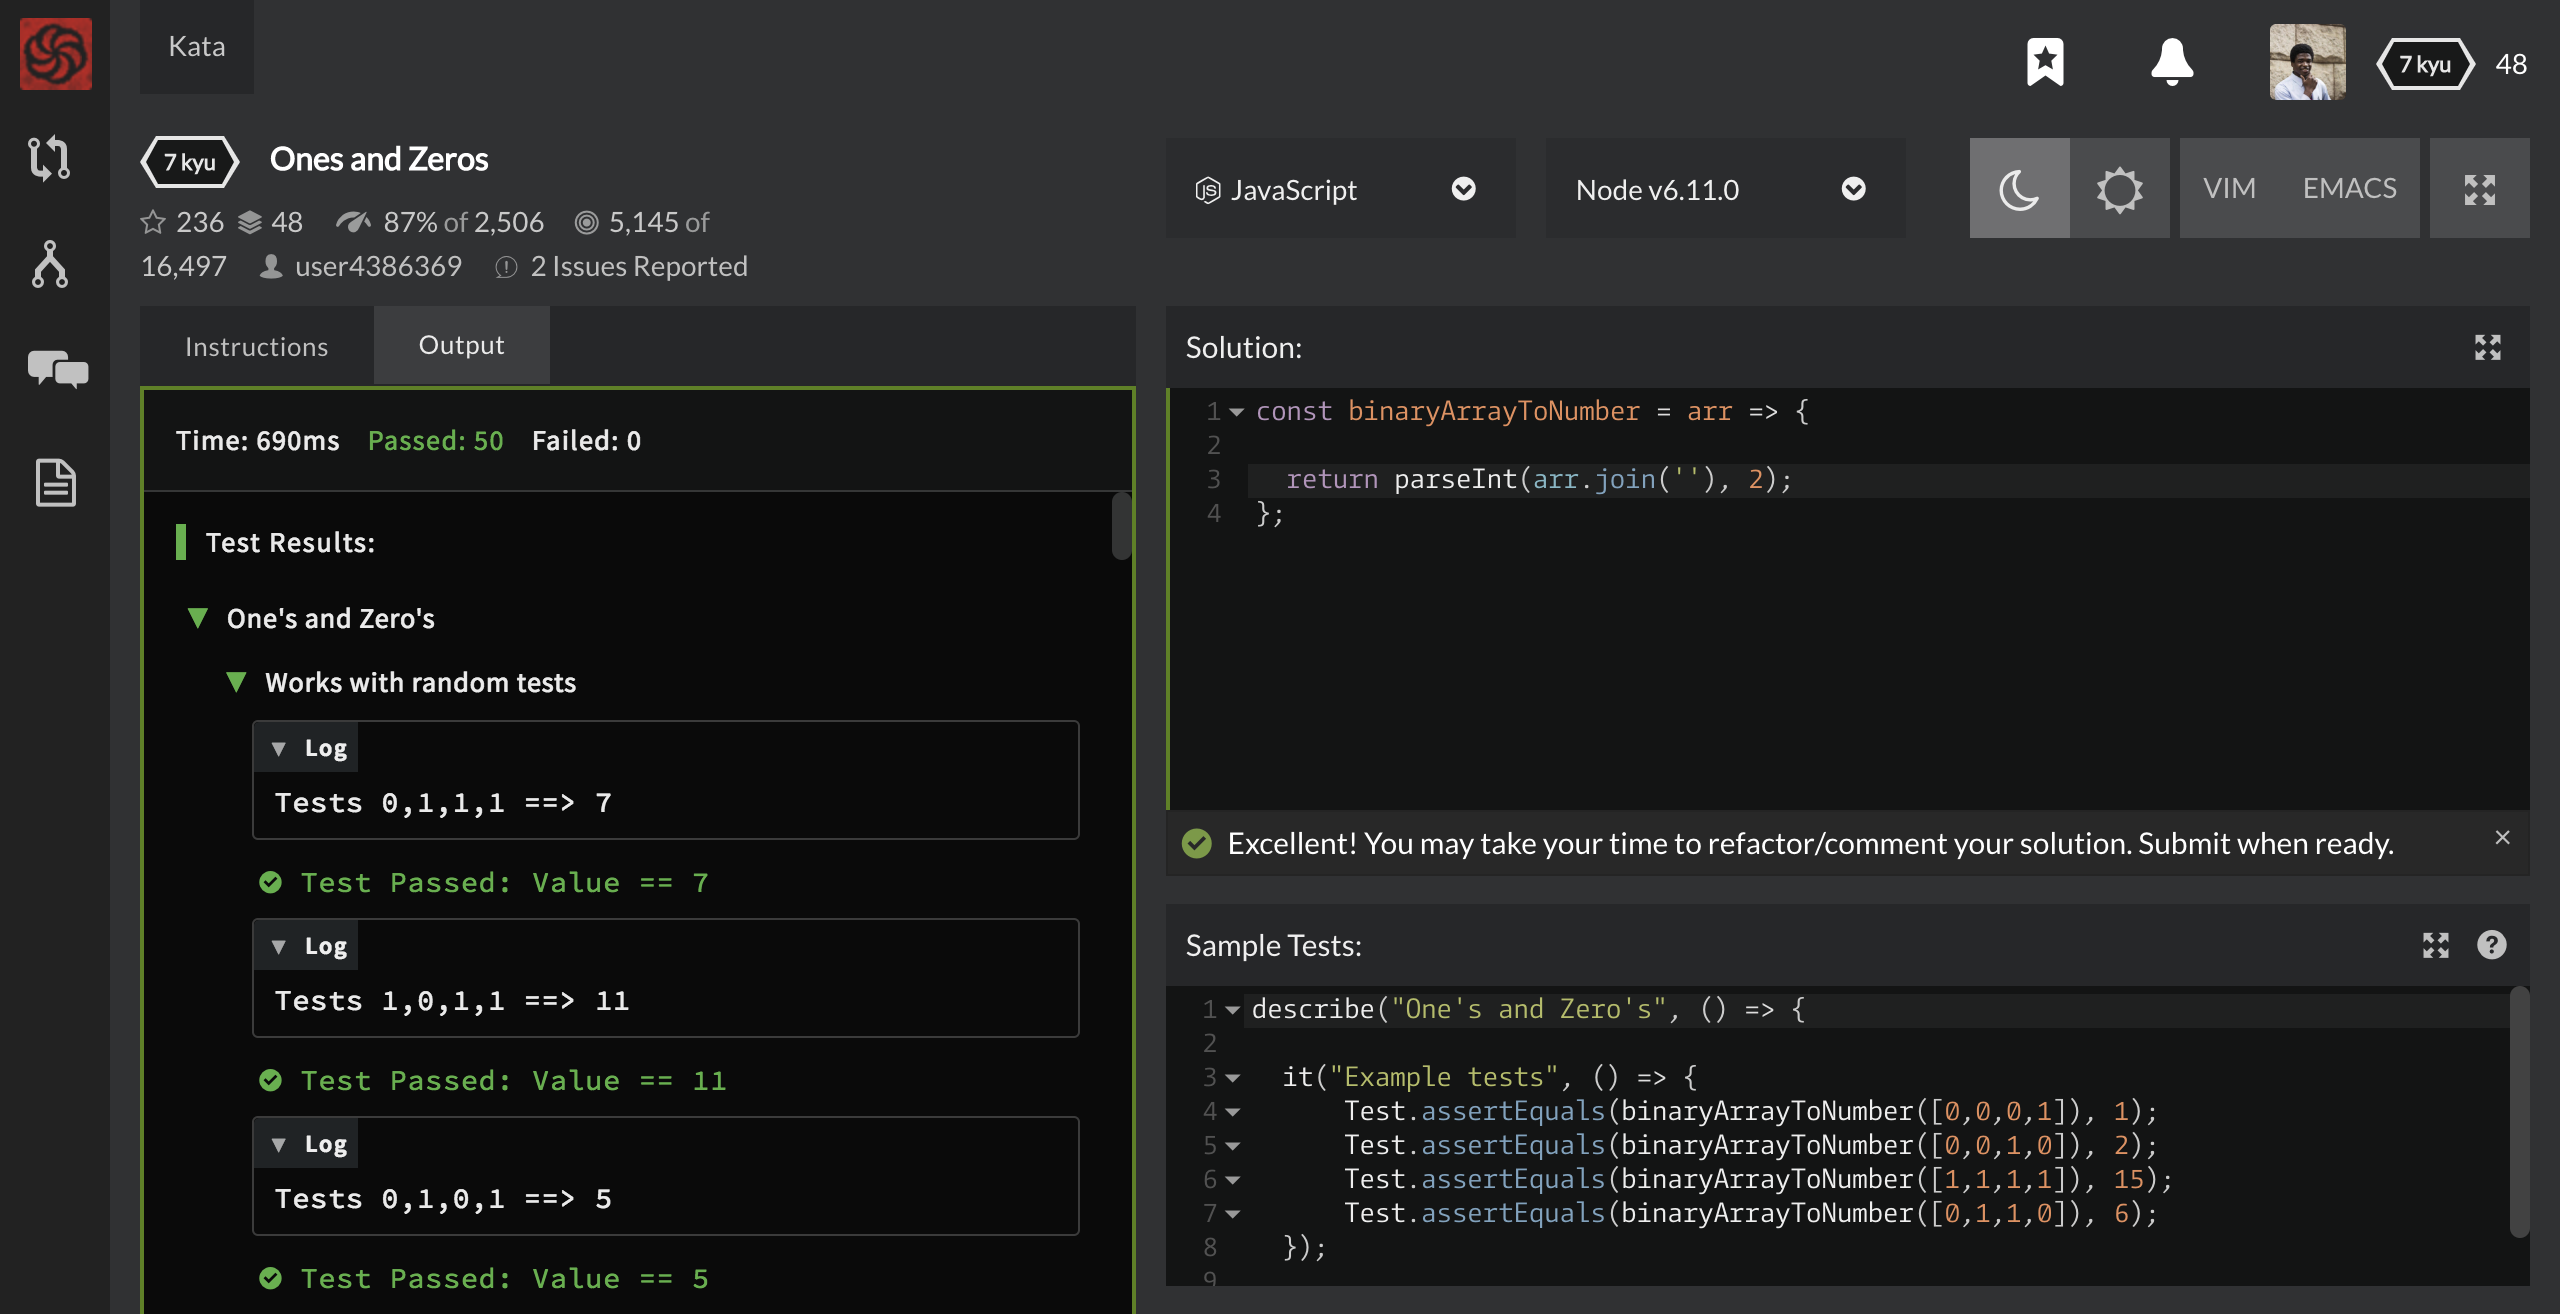 Kata
7 kyu
48
7 kyu
Ones and Zeros
236 48 87% of 2,506 5,145 of
16,497 user4386369 2 Issues Reported
JavaScript
Node v6.11.0
VIM
EMACS
Instructions
Output
Time: 690ms Passed: 50 Failed: 0
Test Results:
▼ One's and Zero's
▼ Works with random tests
▼ Log
Tests 0,1,1,1 ==> 7
Test Passed: Value == 7
▼ Log
Tests 1,0,1,1 ==> 11
Test Passed: Value == 11
▼ Log
Tests 0,1,0,1 ==> 5
Test Passed: Value == 5
Solution:
1 const binaryArrayToNumber = arr => {
2
3 return parseInt(arr.join(''), 2);
4 };
Excellent! You may take your time to refactor/comment your solution. Submit when ready.
Sample Tests:
1 describe("One's and Zero's", () => {
2
3 it("Example tests", () => {
4 Test.assertEquals(binaryArrayToNumber([0,0,0,1]), 1);
5 Test.assertEquals(binaryArrayToNumber([0,0,1,0]), 2);
6 Test.assertEquals(binaryArrayToNumber([1,1,1,1]), 15);
7 Test.assertEquals(binaryArrayToNumber([0,1,1,0]), 6);
8 });
9